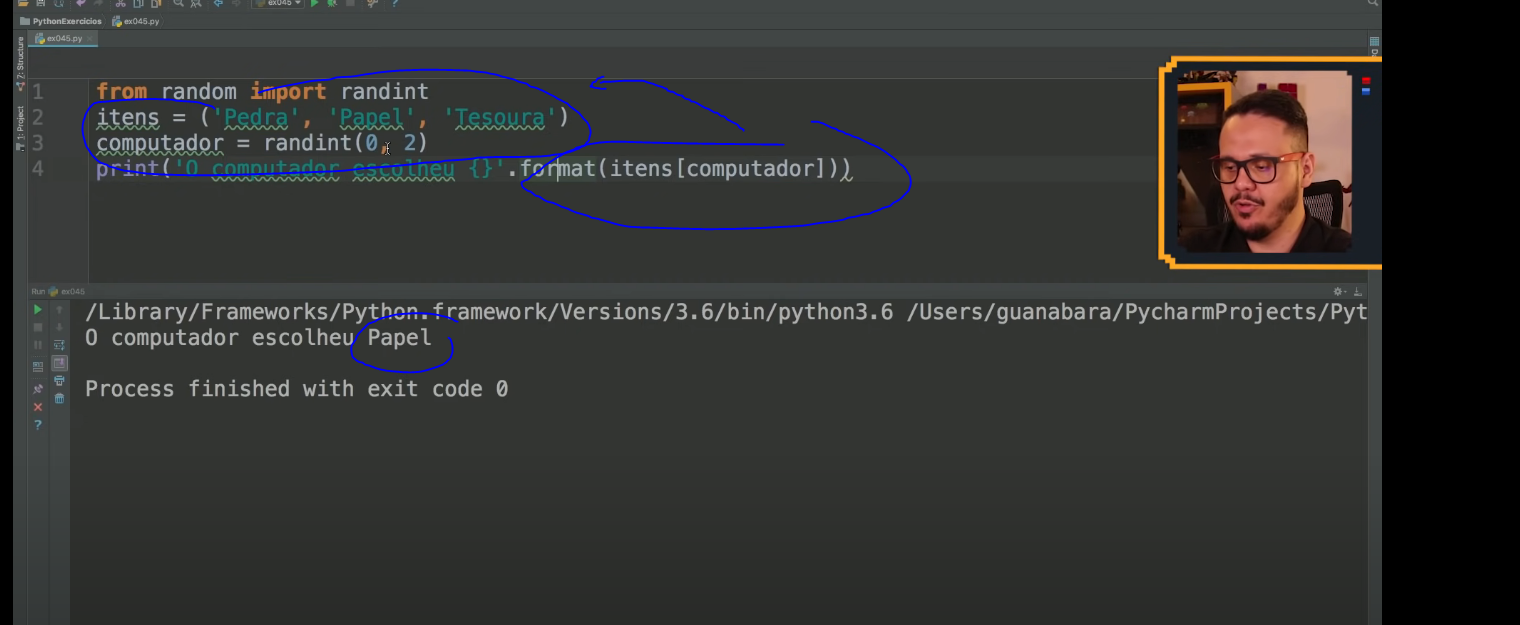 ex045
PythonExercicios
ex045.py
ex045.py
Z: Structure
1: Project
1 from random import randint
2 itens = ('Pedra', 'Papel', 'Tesoura')
3 computador = randint(0, 2)
4 print('O computador escolheu {}'.format(itens[computador]))
Run ex045
/Library/Frameworks/Python.framework/Versions/3.6/bin/python3.6 /Users/guanabara/PycharmProjects/Pyt
O computador escolheu Papel
Process finished with exit code 0